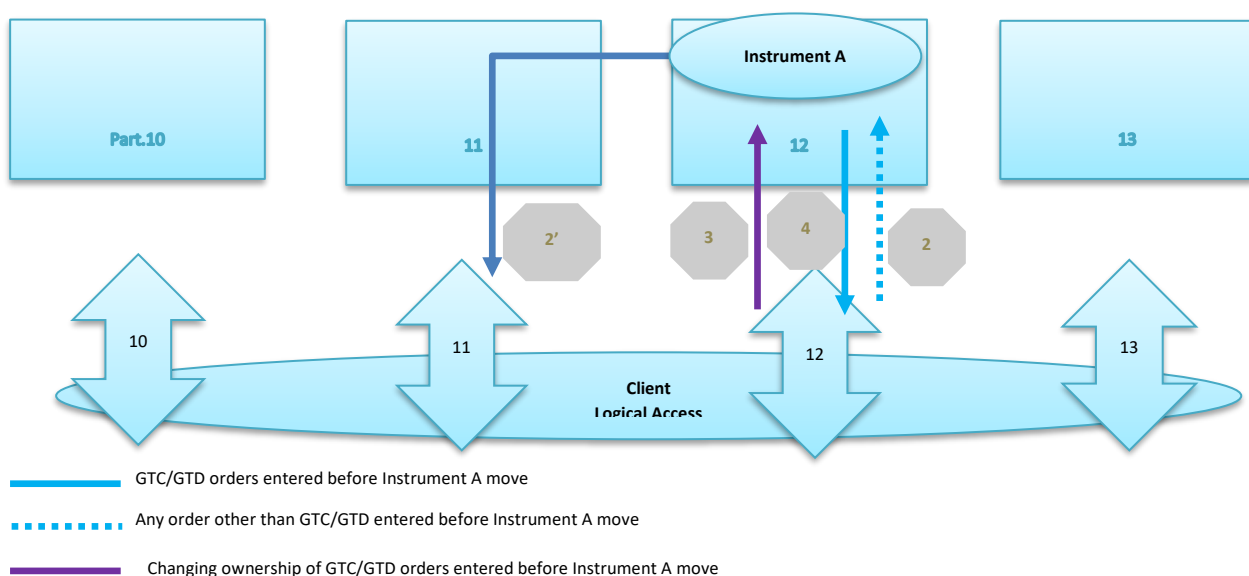 Instrument A
Part.10
11
12
13
2’
3
4
2
10
11
12
13
Client
Logical Access
GTC/GTD orders entered before Instrument A move
Any order other than GTC/GTD entered before Instrument A move
Changing ownership of GTC/GTD orders entered before Instrument A move